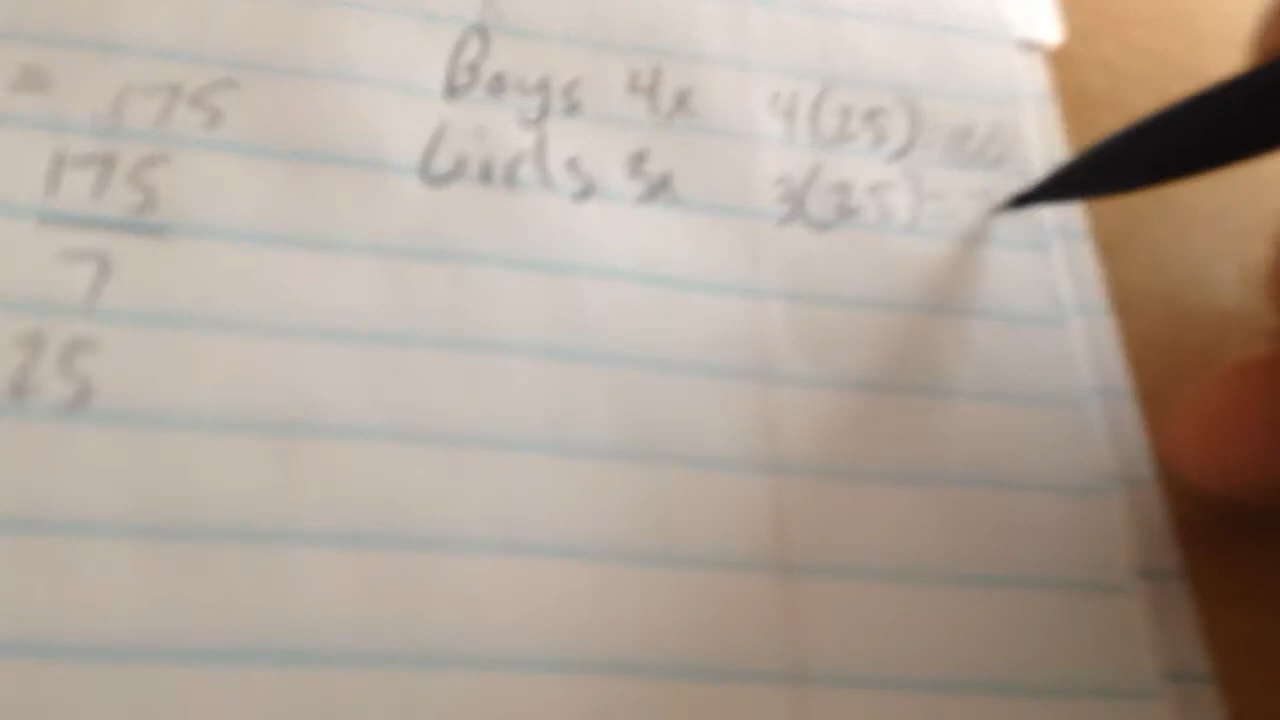 = 175
175
7
25
Boys 4x 4(25) =
Girls 3x 3(25) =